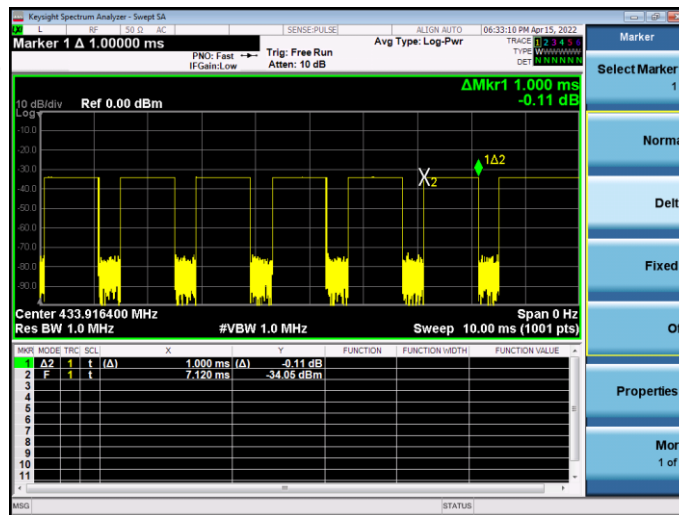 Keysight Spectrum Analyzer - Swept SA
L RF 50 Ω AC SENSE:PULSE ALIGN AUTO 06:33:10 PM Apr 15, 2022
Marker 1 Δ 1.00000 ms
PNO: Fast
IFGain:Low
Trig: Free Run
Atten: 10 dB
Avg Type: Log-Pwr
TRACE 1 2 3 4 5 6
TYPE
DET N N N N N N
ΔMkr1 1.000 ms
-0.11 dB
10 dB/div Ref 0.00 dBm
Log
-10.0
-20.0
-30.0
-40.0
-50.0
-60.0
-70.0
-80.0
-90.0
1Δ2
X2
Center 433.916400 MHz Span 0 Hz
Res BW 1.0 MHz #VBW 1.0 MHz Sweep 10.00 ms (1001 pts)
MKR MODE TRC SCL X Y FUNCTION FUNCTION WIDTH FUNCTION VALUE
1 Δ2 1 t (Δ) 1.000 ms (Δ) -0.11 dB
2 F 1 t 7.120 ms -34.05 dBm
3
4
5
6
7
8
9
10
11
MSG STATUS
Marker
Select Marker
1
Norma
Delt
Fixed
Of
Properties
Mor
1 of